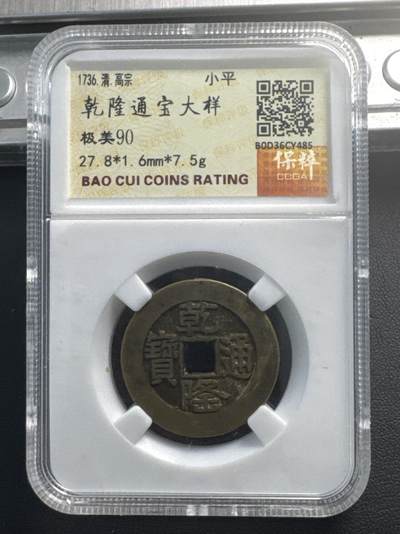 1736.清.高宗 小平
乾隆通宝大样
极美90
27.8*1.6mm*7.5g
B0D36CY485
保粹
CCGA
BAO CUI COINS RATING
乾隆通寶